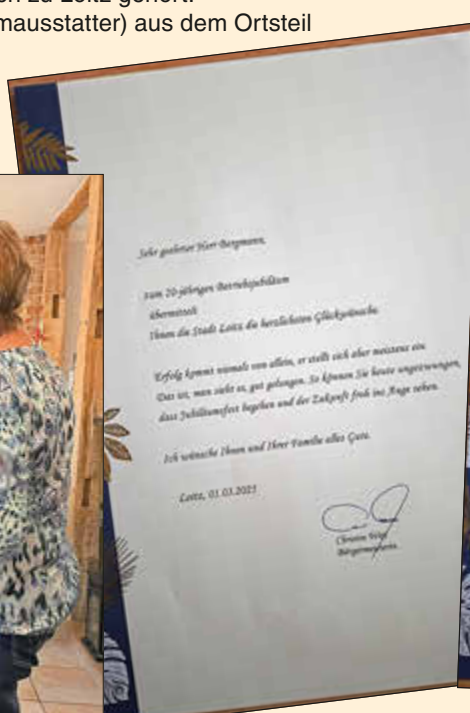 zu Loitz gehört.
mausstatter) aus dem Ortsteil
Sehr geehrter Herr Bergmann,
zum 20-jährigen Betriebsjubiläum
übermittelt
Ihnen die Stadt Loitz die herzlichsten Glückwünsche.
Erfolg kommt niemals von allein, er stellt sich aber meistens ein
Das ist, man sieht es, gut gelungen. So können Sie heute ungezwungen,
dass Jubiläumsfest begehen und der Zukunft froh ins Auge sehen.
Ich wünsche Ihnen und Ihrer Familie alles Gute.
Loitz, 01.03.2025
Christin
Bürgermeisterin